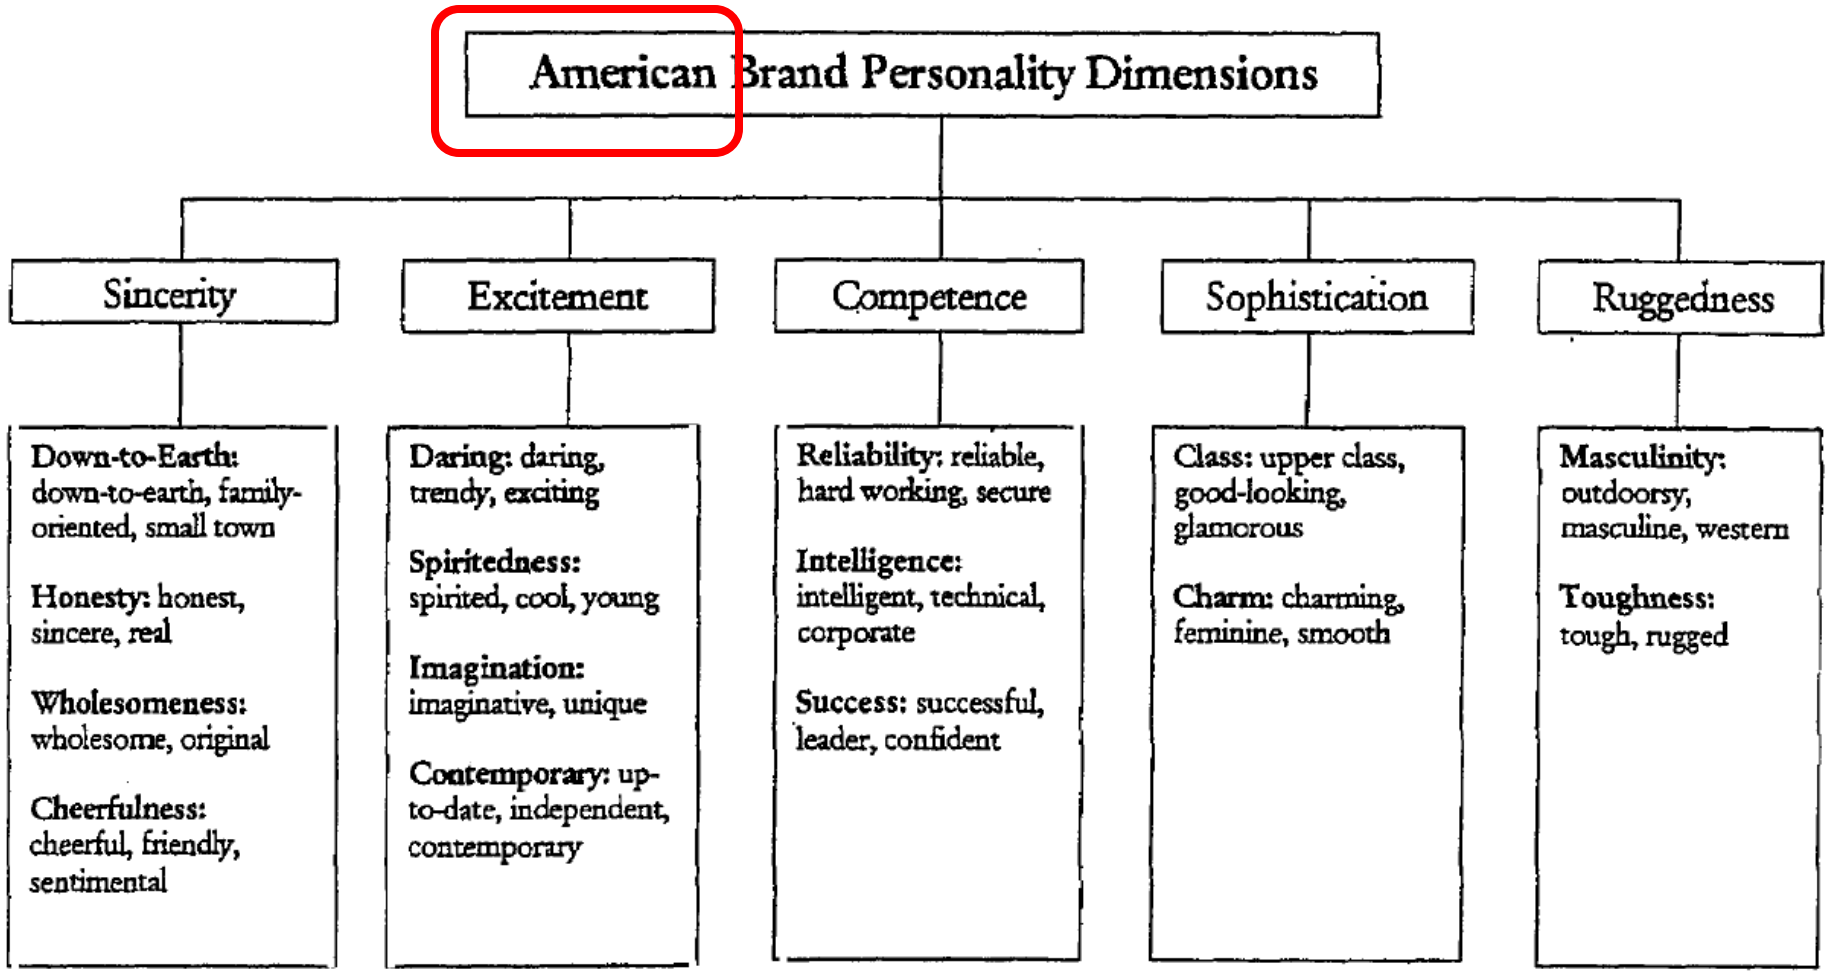 American Brand Personality Dimensions
Sincerity
Excitement
Competence
Sophistication
Ruggedness
Down-to-Earth:
down-to-earth, family-
oriented, small town
Honesty: honest,
sincere, real
Wholesomeness:
wholesome, original
Cheerfulness:
cheerful, friendly,
sentimental
Daring: daring,
trendy, exciting
Spiritedness:
spirited, cool, young
Imagination:
imaginative, unique
Contemporary: up-
to-date, independent,
contemporary
Reliability: reliable,
hard working, secure
Intelligence:
intelligent, technical,
corporate
Success: successful,
leader, confident
Class: upper class,
good-looking,
glamorous
Charm: charming,
feminine, smooth
Masculinity:
outdoorsy,
masculine, western
Toughness:
tough, rugged